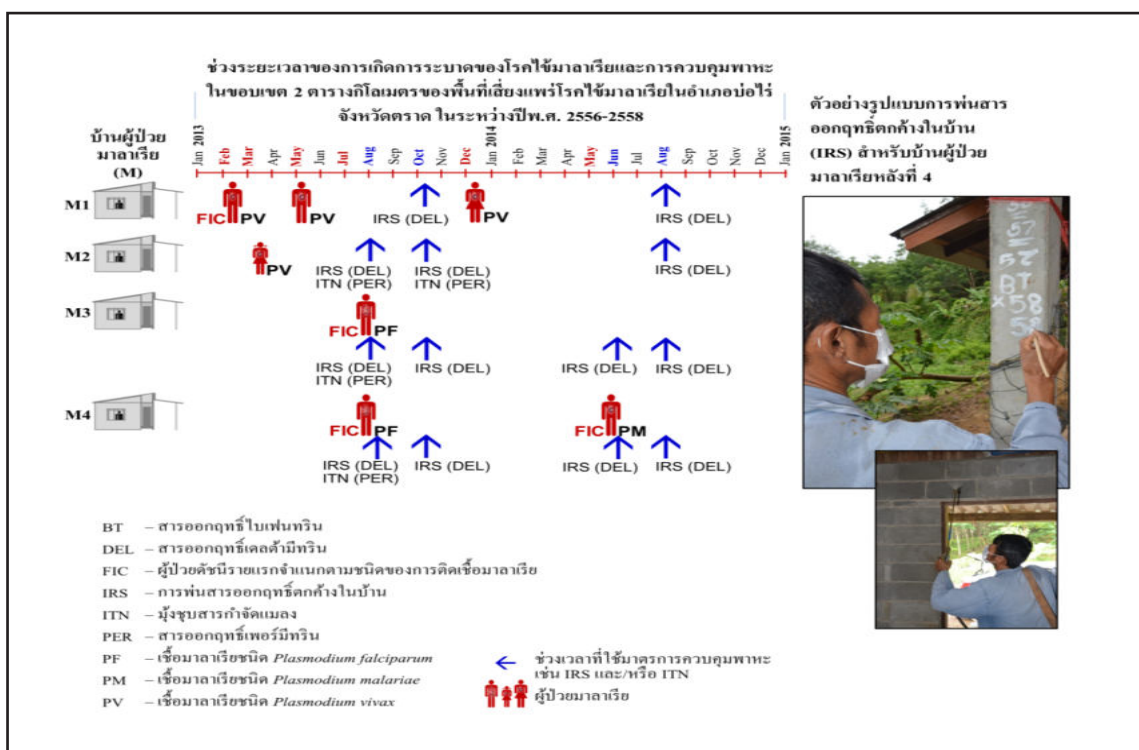 ช่วงระยะเวลาของการเกิดการระบาดของโรคไข้มาลาเรียและการควบคุมพาหะ
ในขอบเขต 2 ตารางกิโลเมตรของพื้นที่เสี่ยงแพร่โรคไข้มาลาเรียในอำเภอบ่อไร่
จังหวัดตราด ในระหว่างปีพ.ศ. 2556-2558
บ้านผู้ป่วย
มาลาเรีย
(M)
Jan 2013 Feb Mar Apr May Jun Jul Aug Sep Oct Nov Dec Jan 2014 Feb Mar Apr May Jun Jul Aug Sep Oct Nov Dec Jan 2015
M1
FIC PV PV IRS (DEL) PV IRS (DEL)
M2
PV
IRS (DEL) IRS (DEL) IRS (DEL)
ITN (PER) ITN (PER)
M3
FIC PF
IRS (DEL) IRS (DEL) IRS (DEL) IRS (DEL)
ITN (PER)
M4
FIC PF FIC PM
IRS (DEL) IRS (DEL) IRS (DEL) IRS (DEL)
ITN (PER)
ตัวอย่างรูปแบบการพ่นสาร
ออกฤทธิ์ตกค้างในบ้าน
(IRS) สำหรับบ้านผู้ป่วย
มาลาเรียหลังที่ 4
57
57
BT
×58
58
BT – สารออกฤทธิ์ไบเฟนทริน
DEL – สารออกฤทธิ์เดลต้ามีทริน
FIC – ผู้ป่วยดัชนีรายแรกจำแนกตามชนิดของการติดเชื้อมาลาเรีย
IRS – การพ่นสารออกฤทธิ์ตกค้างในบ้าน
ITN – มุ้งชุบสารกำจัดแมลง
PER – สารออกฤทธิ์เพอร์มีทริน
PF – เชื้อมาลาเรียชนิด Plasmodium falciparum
PM – เชื้อมาลาเรียชนิด Plasmodium malariae
PV – เชื้อมาลาเรียชนิด Plasmodium vivax
ช่วงเวลาที่ใช้มาตรการควบคุมพาหะ
เช่น IRS และ/หรือ ITN
ผู้ป่วยมาลาเรีย